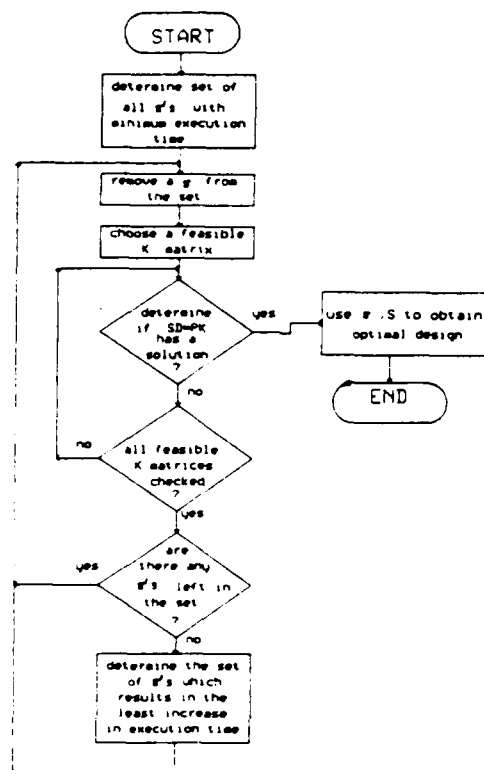 START
determine set of
all's with
minimum execution
time
remove a from
the set
choose a feasible
K matrix
determine
if SD=PK
has a
solution
?
yes
use , S to obtain
optimal design
no
END
no
all feasible
K matrices
checked
?
yes
are
there any
's left in
the set
?
yes
no
determine the set
of 's which
results in the
least increase
in execution time